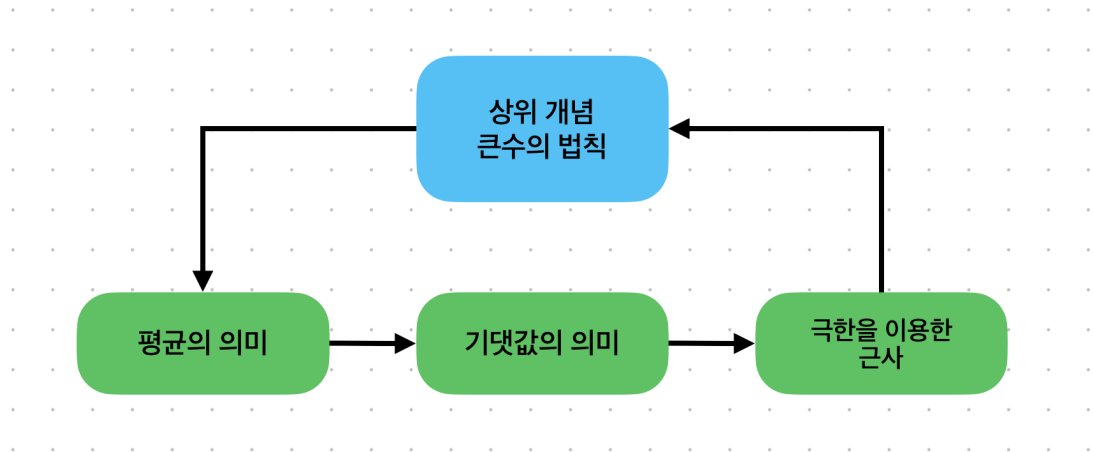 상위 개념
큰수의 법칙
평균의 의미
기댓값의 의미
극한을 이용한
근사